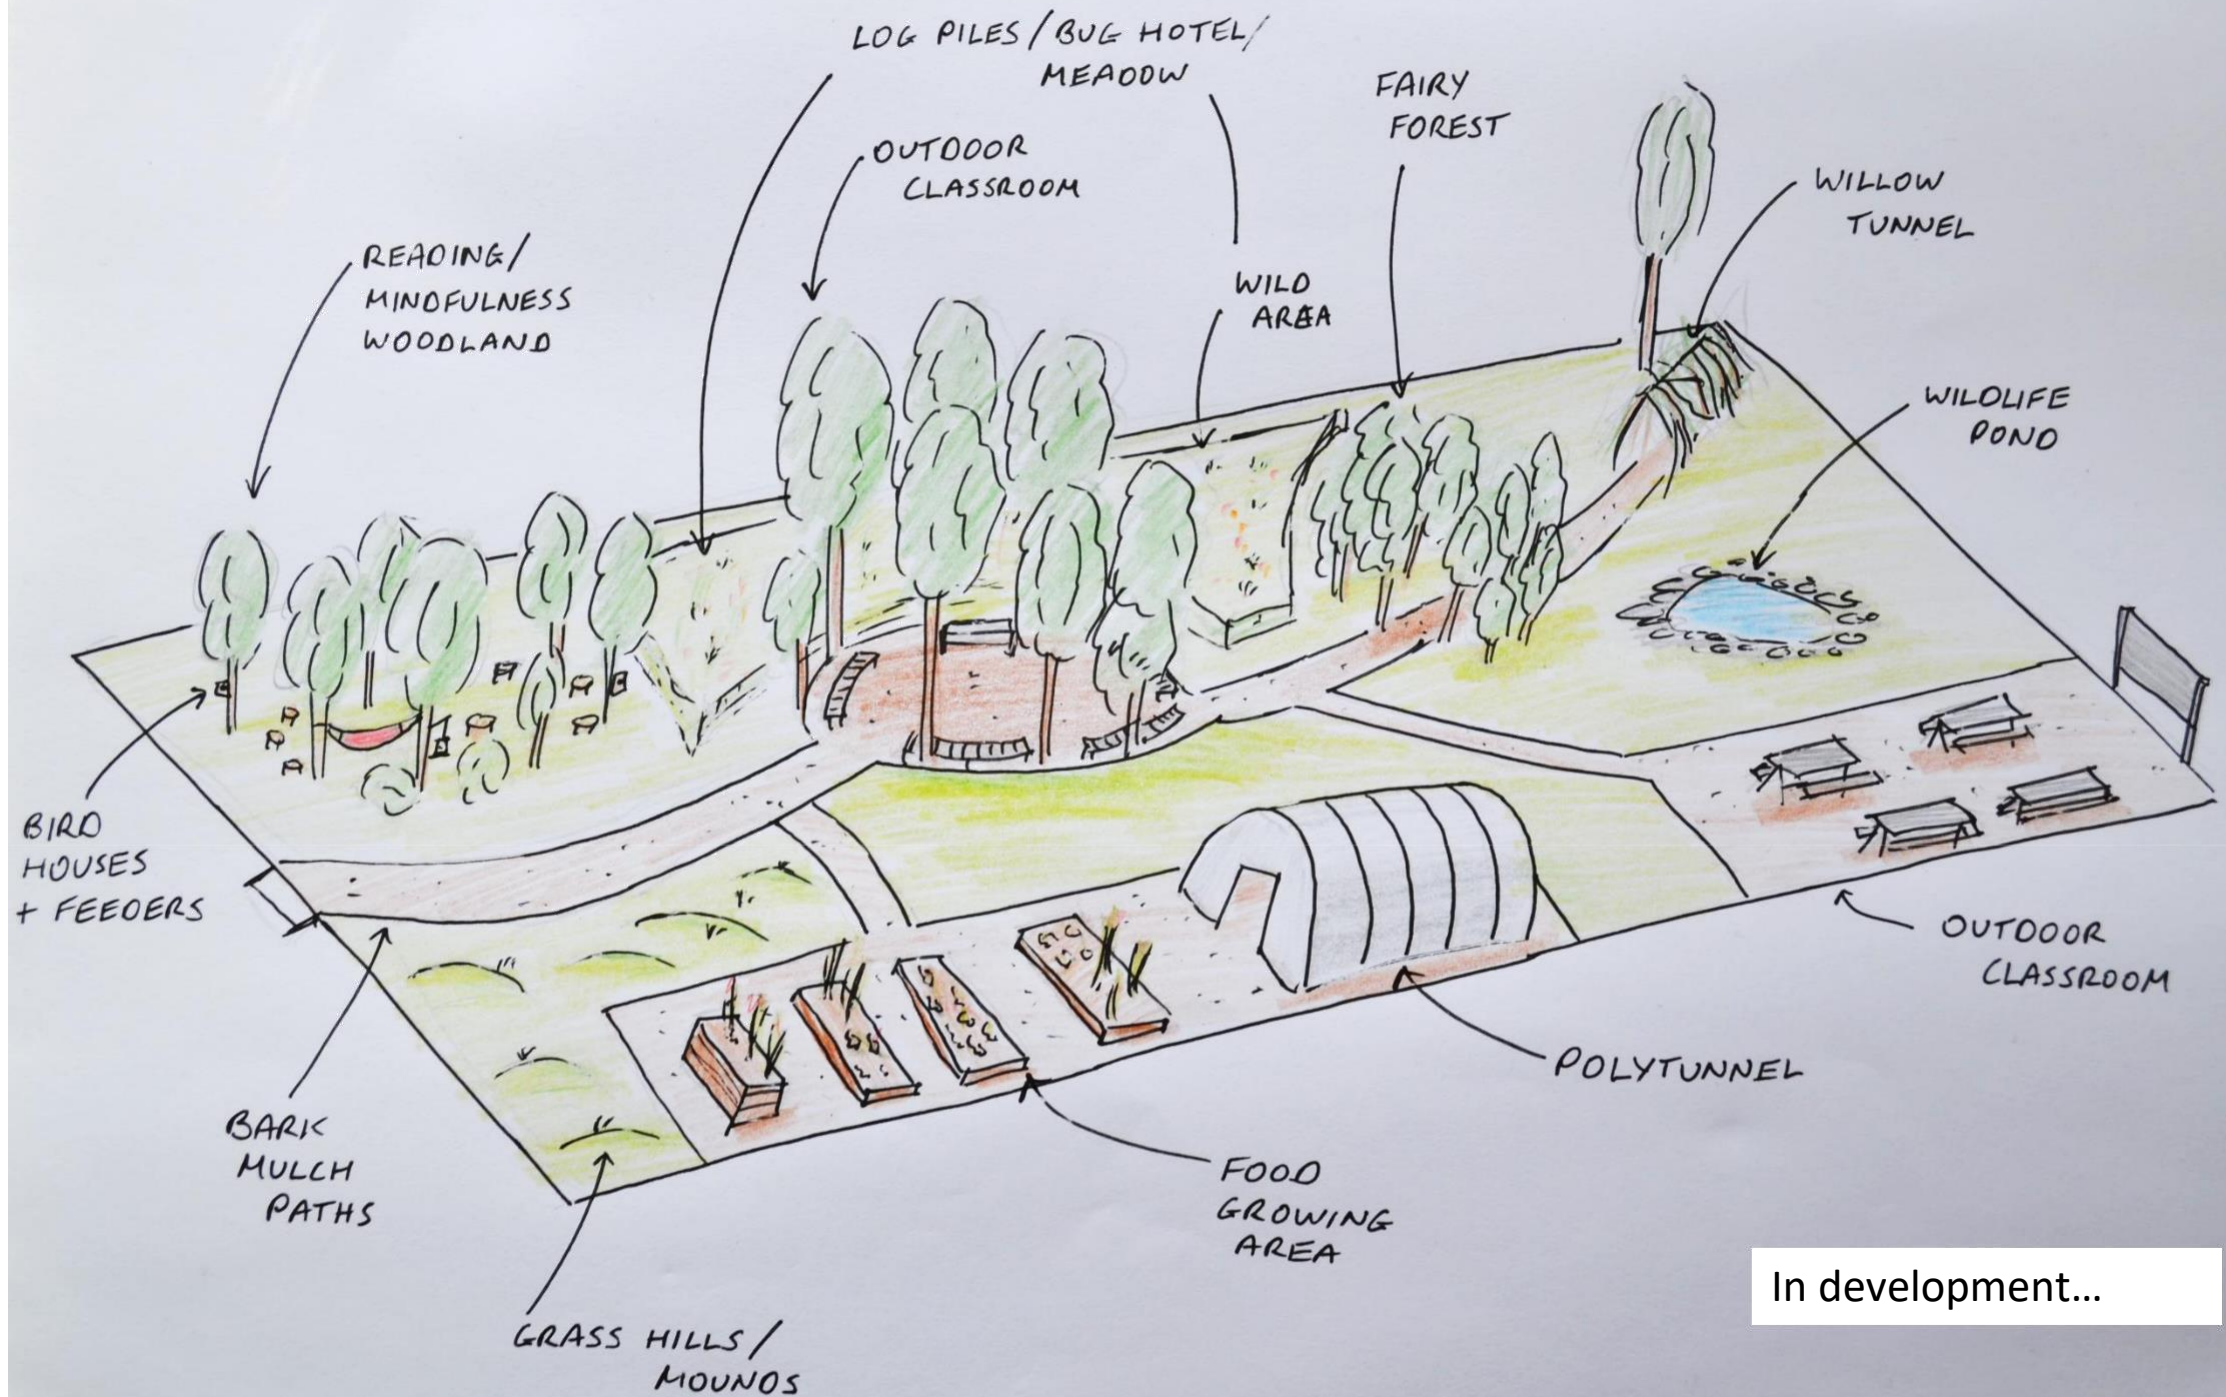 LOG PILES/BUG HOTEL/
MEADOW
FAIRY
FOREST
OUTDOOR
CLASSROOM
WILLOW
TUNNEL
READING/
MINDFULNESS
WOODLAND
WILD
AREA
WILDLIFE
POND
BIRD
HOUSES
+ FEEDERS
OUTDOOR
CLASSROOM
POLYTUNNEL
BARK
MULCH
PATHS
FOOD
GROWING
AREA
GRASS HILLS/
MOUNDS
In development...